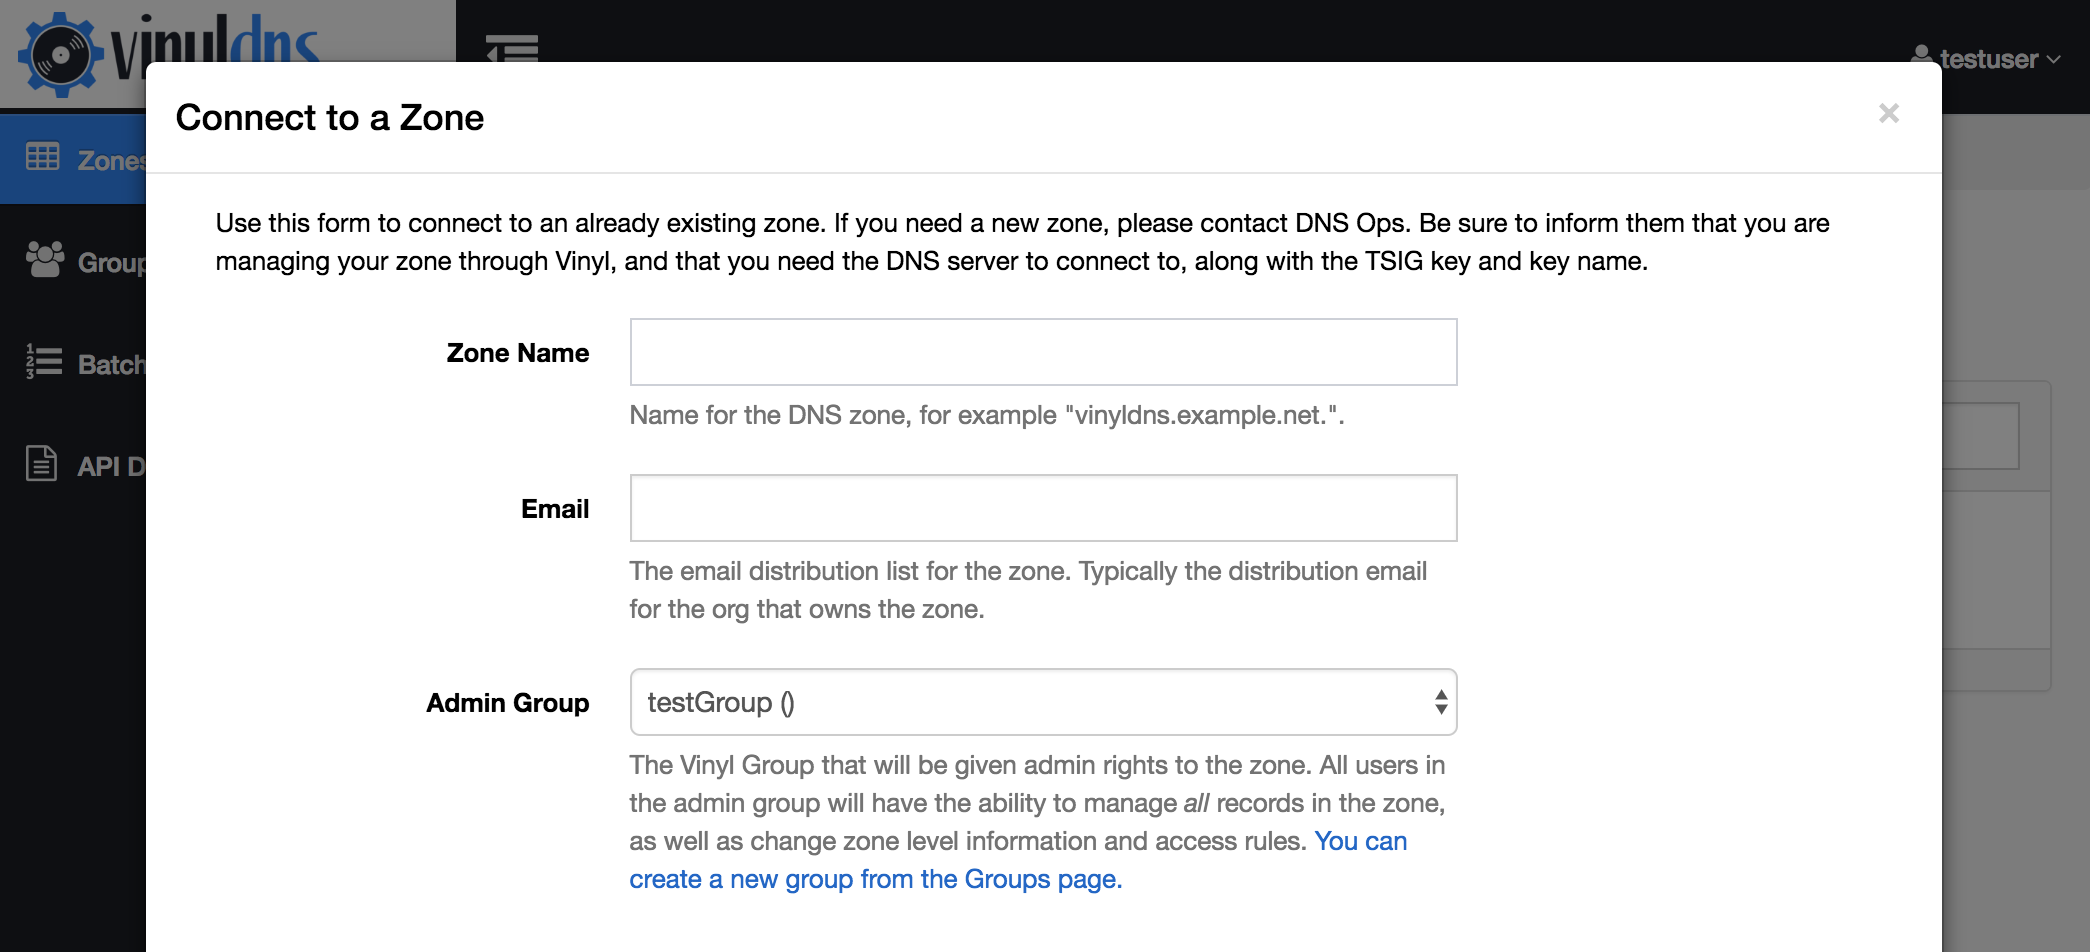 vinyldns
testuser
Connect to a Zone
×
Zones
Group
Batch
API D
Use this form to connect to an already existing zone. If you need a new zone, please contact DNS Ops. Be sure to inform them that you are
managing your zone through Vinyl, and that you need the DNS server to connect to, along with the TSIG key and key name.
Zone Name
Name for the DNS zone, for example "vinyldns.example.net.".
Email
The email distribution list for the zone. Typically the distribution email
for the org that owns the zone.
Admin Group
testGroup ()
The Vinyl Group that will be given admin rights to the zone. All users in
the admin group will have the ability to manage all records in the zone,
as well as change zone level information and access rules. You can
create a new group from the Groups page.